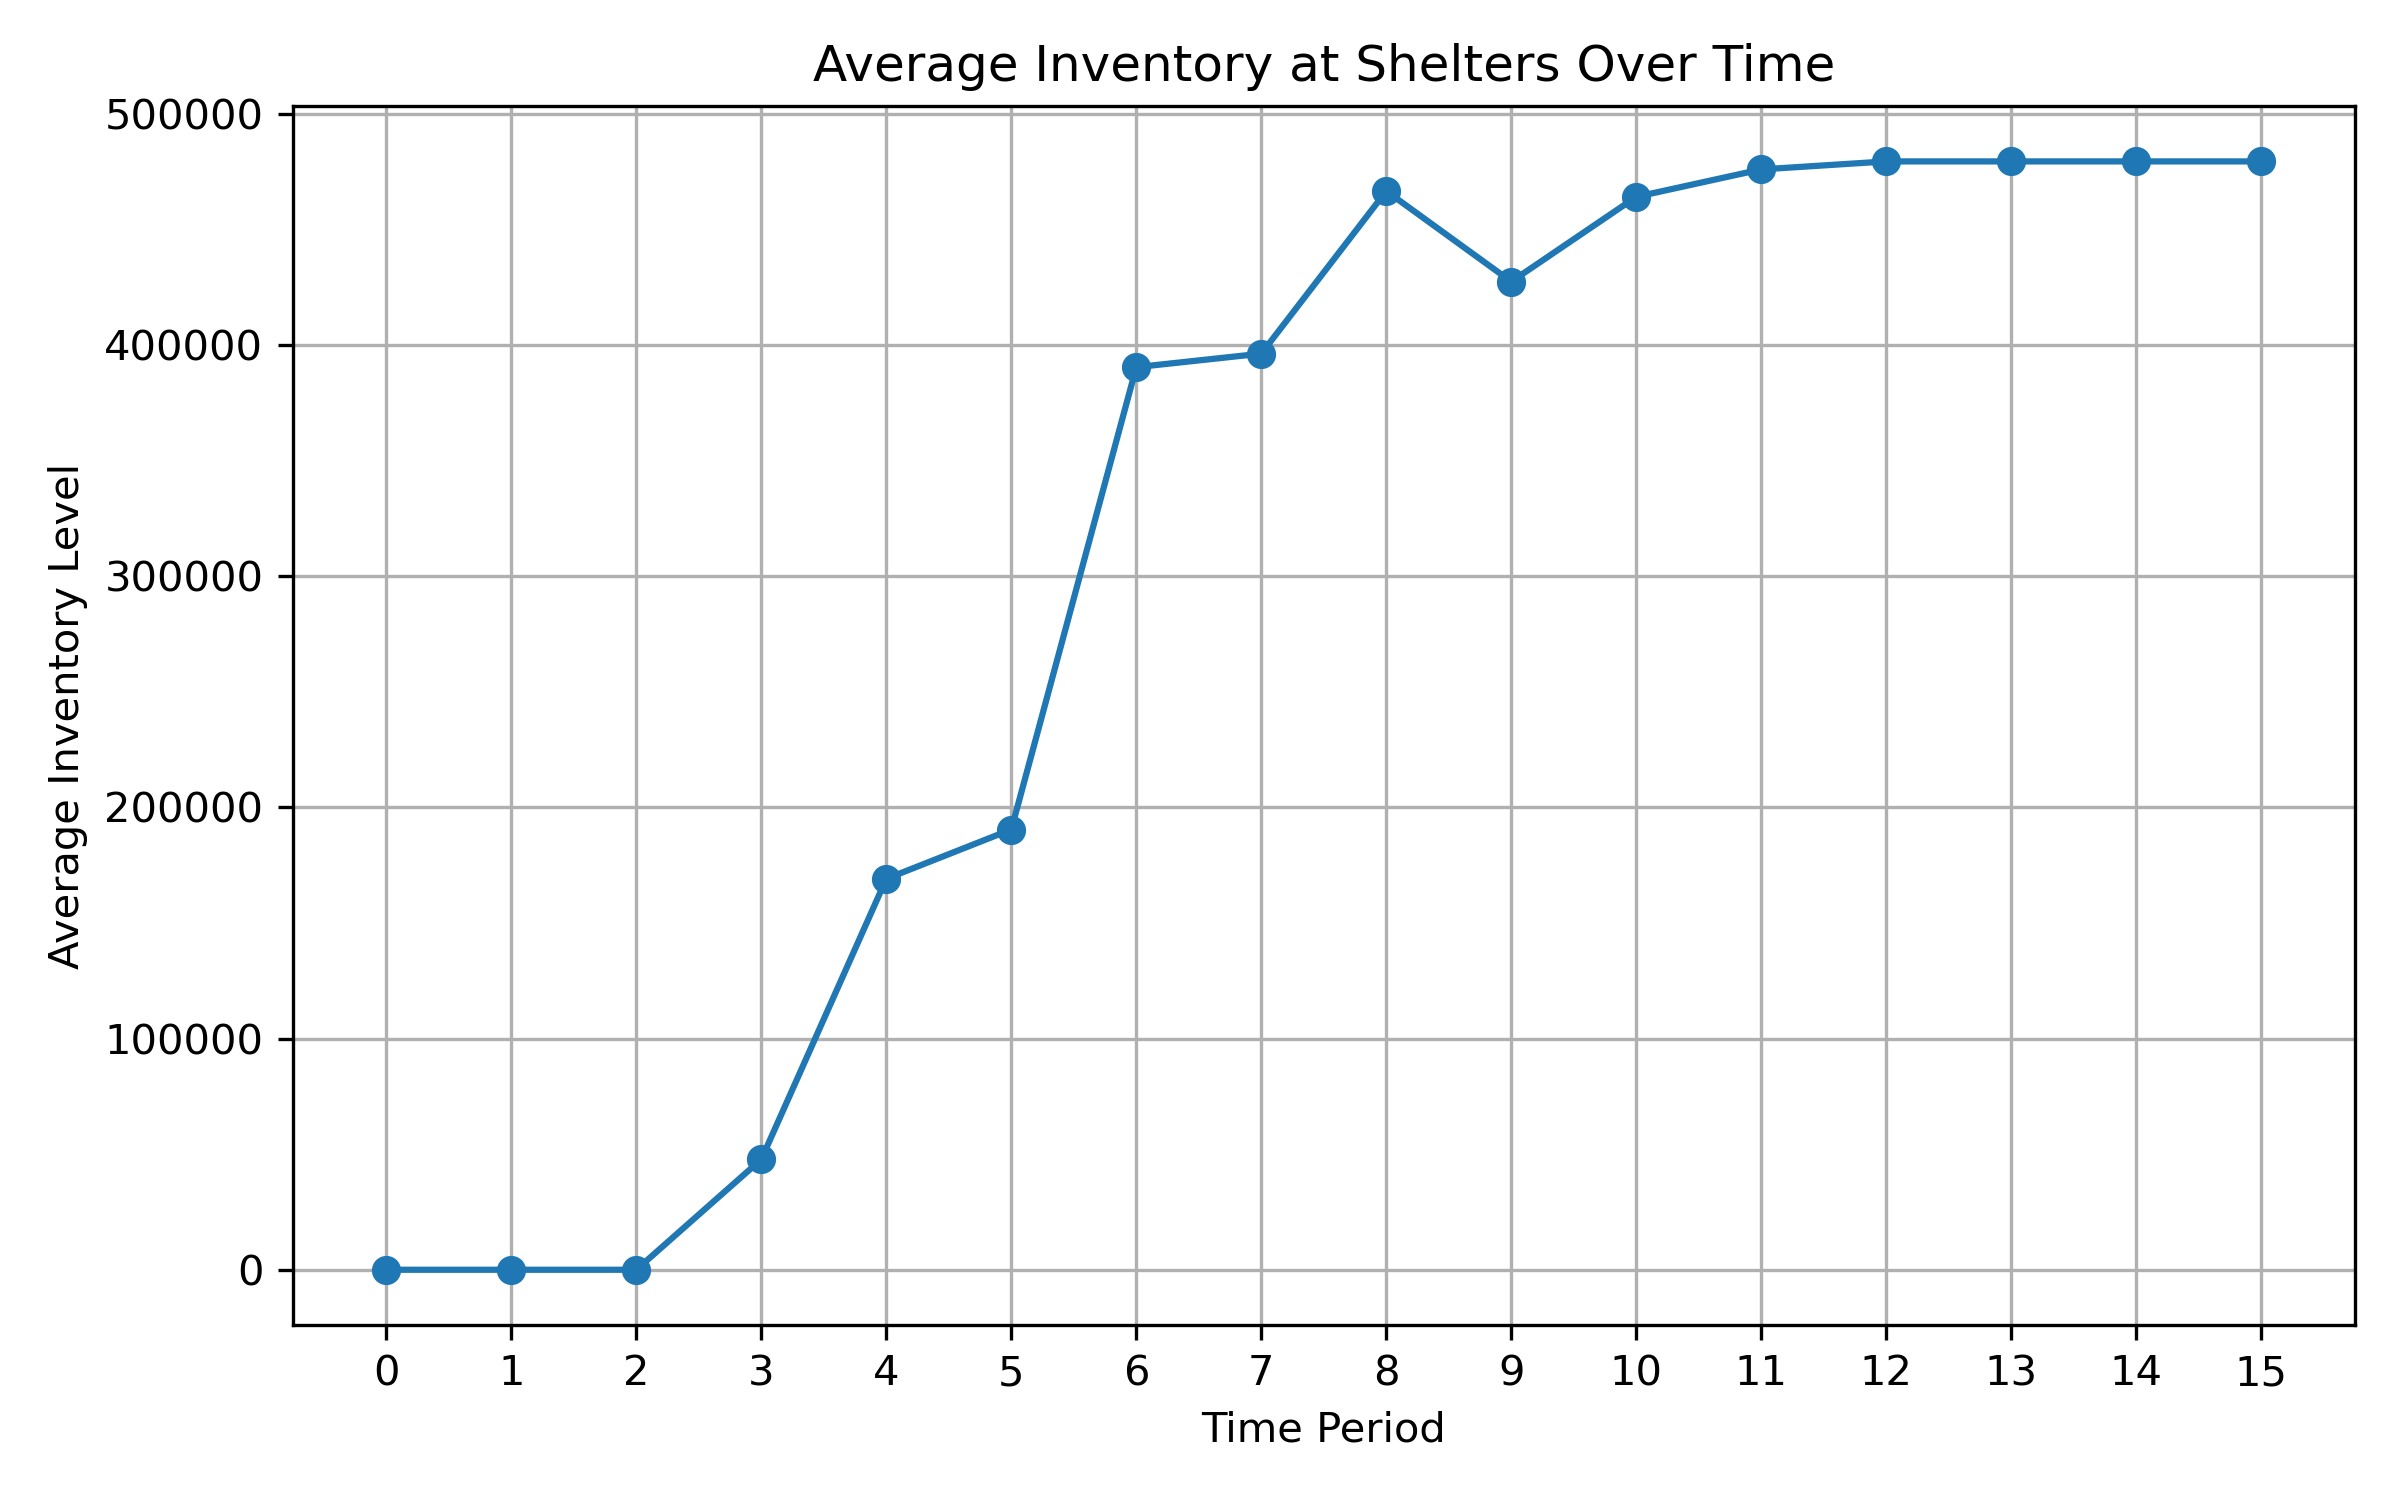 Average Inventory at Shelters Over Time
500000
400000
300000
200000
100000
0
Average Inventory Level
0 1 2 3 4 5 6 7 8 9 10 11 12 13 14 15
Time Period